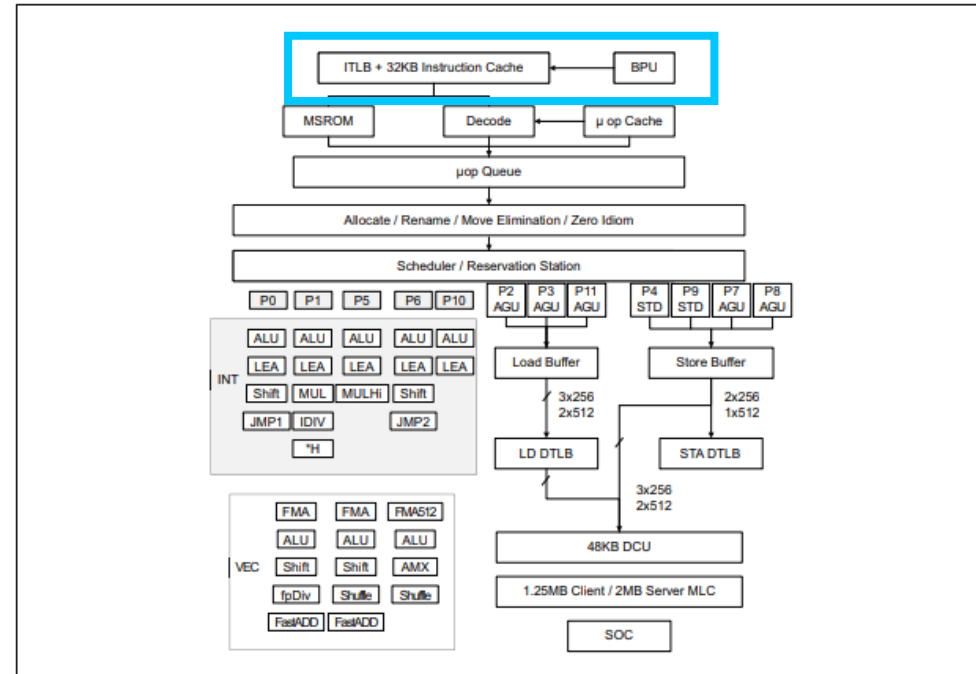 ITLB + 32KB Instruction Cache BPU
MSROM Decode μ op Cache
μop Queue
Allocate / Rename / Move Elimination / Zero Idiom
Scheduler / Reservation Station
P0 P1 P5 P6 P10
P2 AGU
P3 AGU
P11 AGU
P4 STD
P9 STD
P7 AGU
P8 AGU
INT
ALU ALU ALU ALU ALU
LEA LEA LEA LEA LEA
Shift MUL MULHi Shift
JMP1 IDIV JMP2
*H
Load Buffer
Store Buffer
3x256
2x512
2x256
1x512
LD DTLB
STA DTLB
3x256
2x512
VEC
FMA FMA FMA512
ALU ALU ALU
Shift Shift AMX
fpDiv Shuffle Shuffle
FastADD FastADD
48KB DCU
1.25MB Client / 2MB Server MLC
SOC